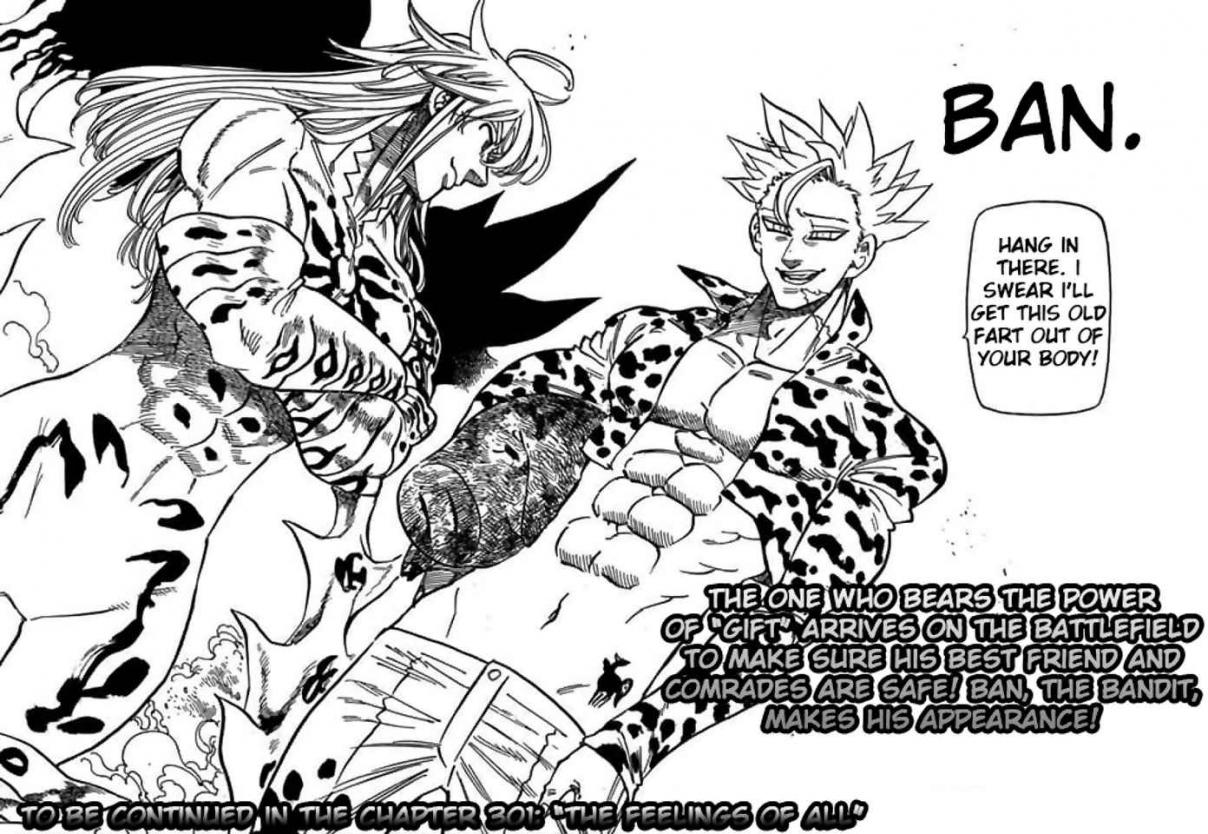 BAN.
HANG IN
THERE. I
SWEAR I'LL
GET THIS OLD
FART OUT OF
YOUR BODY!
THE ONE WHO BEARS THE POWER
OF "GIFT" ARRIVES ON THE BATTLEFIELD
TO MAKE SURE HIS BEST FRIEND AND
COMRADES ARE SAFE! BAN, THE BANDIT,
MAKES HIS APPEARANCE!
TO BE CONTINUED IN THE CHAPTER 301: "THE FEELINGS OF ALL"